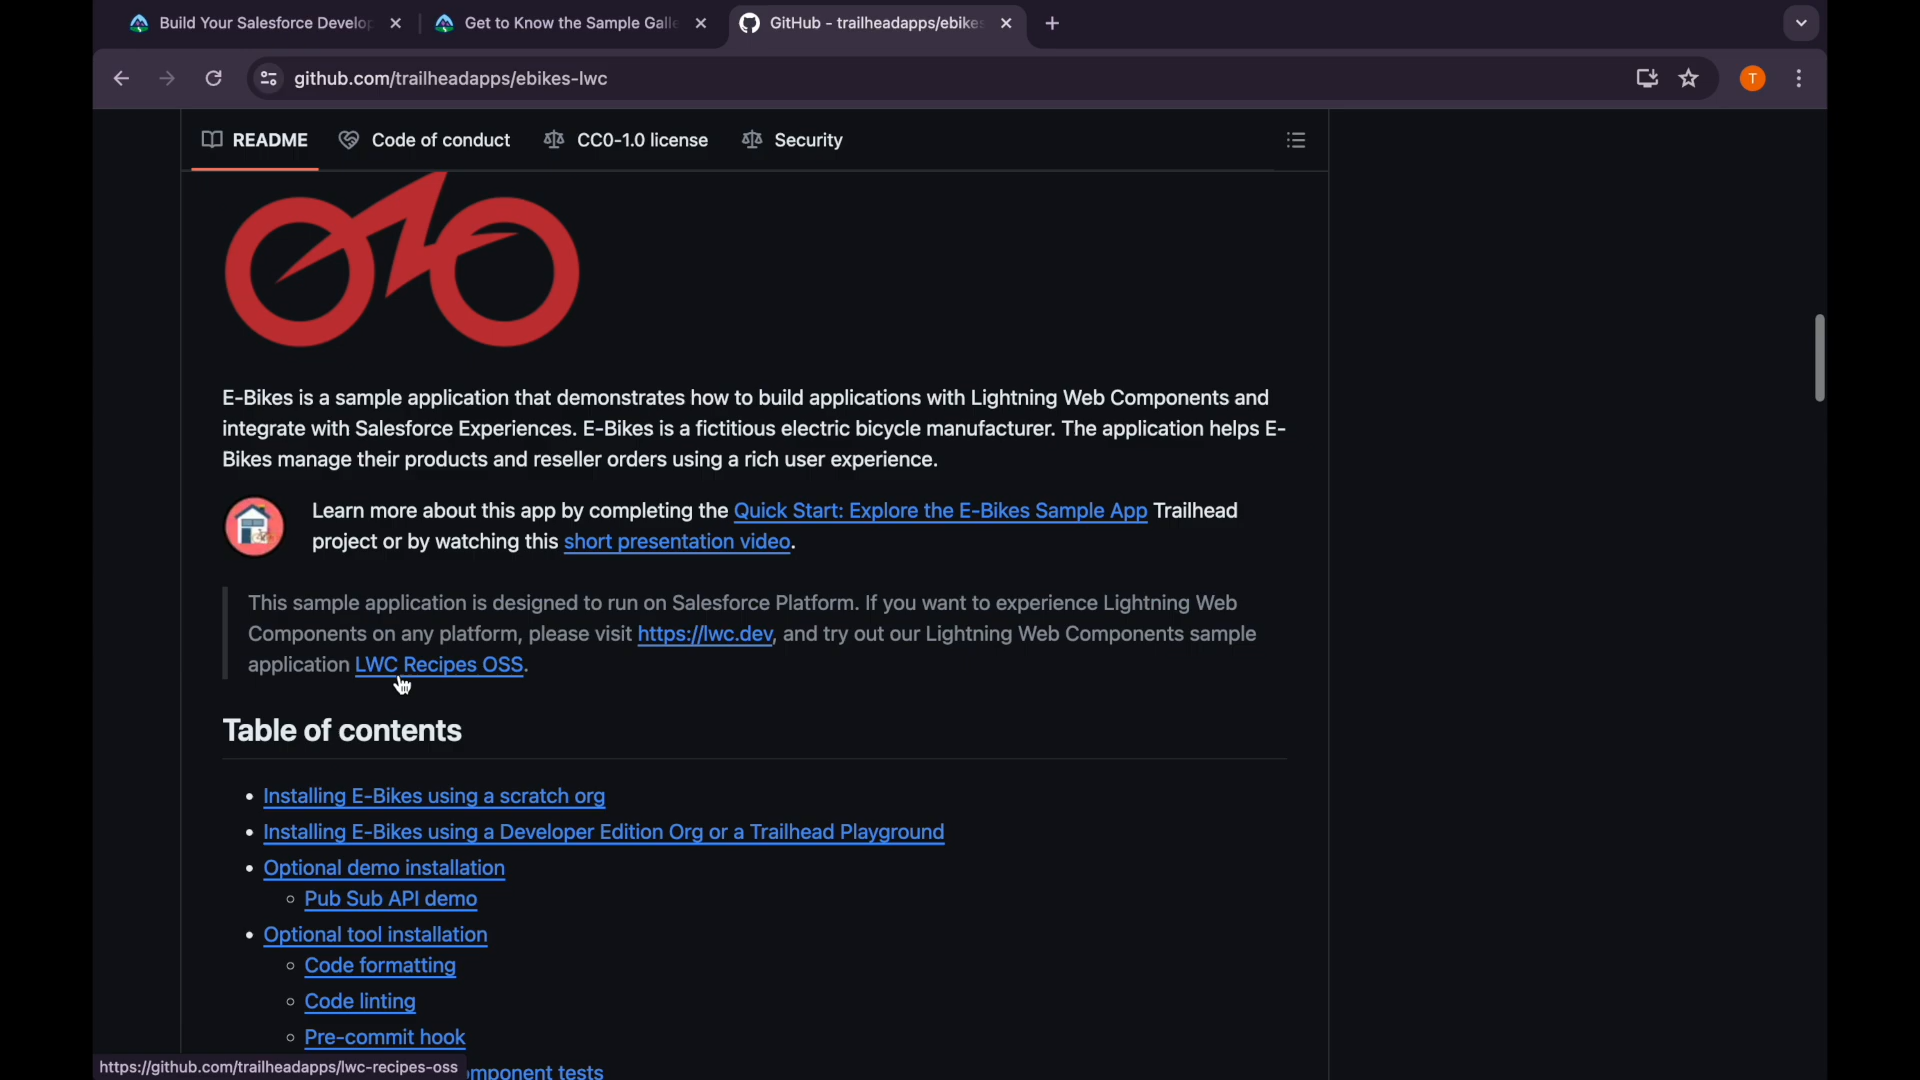 Build Your Salesforce Develop
Get to Know the Sample Galle
GitHub - trailheadapps/ebikes
github.com/trailheadapps/ebikes-lwc
T
README
Code of conduct
CC0-1.0 license
Security
E-Bikes is a sample application that demonstrates how to build applications with Lightning Web Components and
integrate with Salesforce Experiences. E-Bikes is a fictitious electric bicycle manufacturer. The application helps E-
Bikes manage their products and reseller orders using a rich user experience.
Learn more about this app by completing the Quick Start: Explore the E-Bikes Sample App Trailhead
project or by watching this short presentation video.
This sample application is designed to run on Salesforce Platform. If you want to experience Lightning Web
Components on any platform, please visit https://lwc.dev, and try out our Lightning Web Components sample
application LWC Recipes OSS.
Table of contents
• Installing E-Bikes using a scratch org
• Installing E-Bikes using a Developer Edition Org or a Trailhead Playground
• Optional demo installation
◦ Pub Sub API demo
• Optional tool installation
◦ Code formatting
◦ Code linting
◦ Pre-commit hook
https://github.com/trailheadapps/lwc-recipes-oss
mponent tests